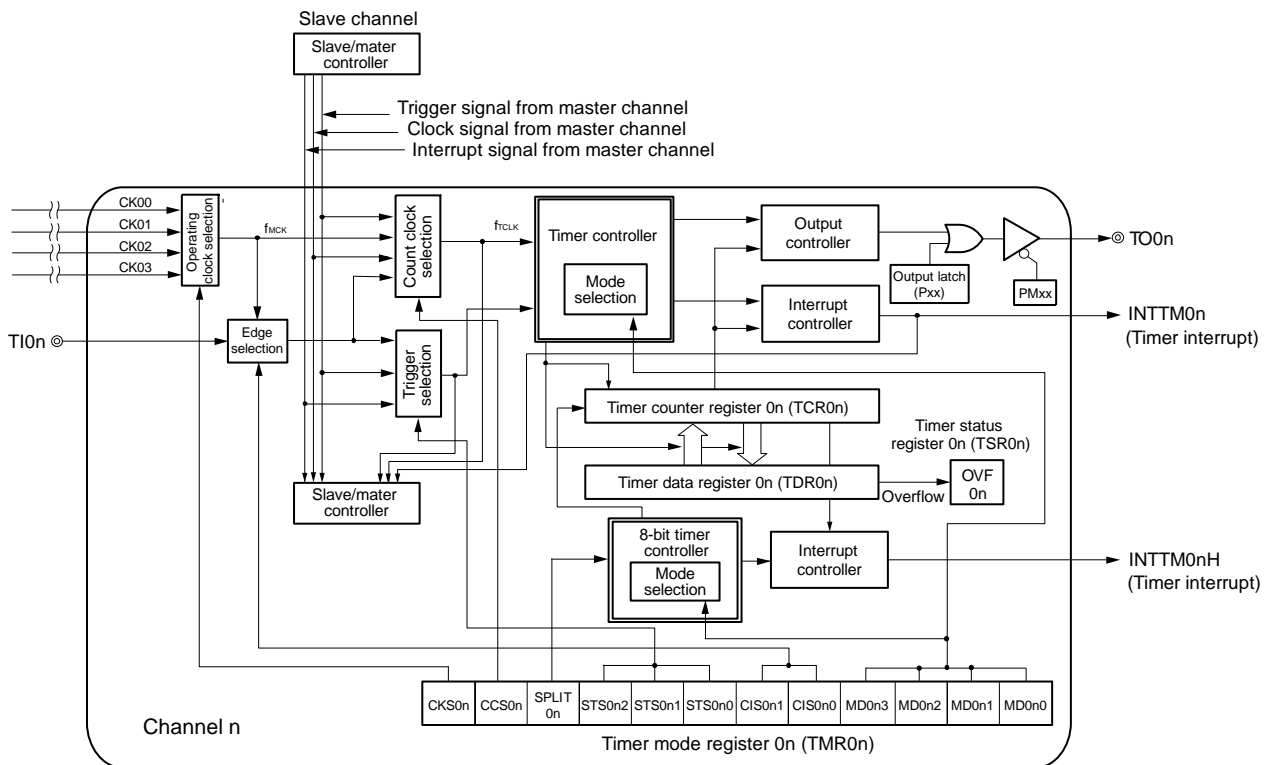 Slave channel
Slave/mater
controller
Trigger signal from master channel
Clock signal from master channel
Interrupt signal from master channel
CK00
CK01
CK02
CK03
Operating
clock selection
fMCK
Count clock
selection
fTCLK
Timer controller
Mode
selection
Output
controller
Output latch
(Pxx)
PMxx
TO0n
Interrupt
controller
INTTM0n
(Timer interrupt)
TI0n
Edge
selection
Trigger
selection
Timer counter register 0n (TCR0n)
Timer status
register 0n (TSR0n)
Slave/mater
controller
Timer data register 0n (TDR0n)
Overflow
OVF
0n
8-bit timer
controller
Mode
selection
Interrupt
controller
INTTM0nH
(Timer interrupt)
CKS0n
CCS0n
SPLIT
0n
STS0n2
STS0n1
STS0n0
CIS0n1
CIS0n0
MD0n3
MD0n2
MD0n1
MD0n0
Channel n
Timer mode register 0n (TMR0n)